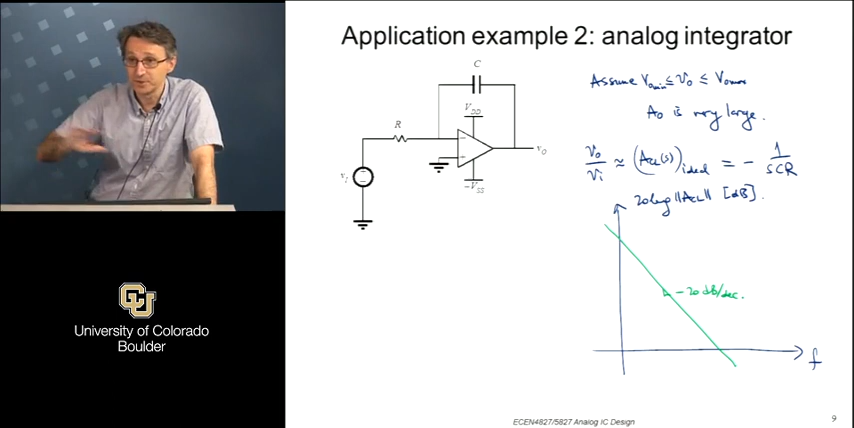 Application example 2: analog integrator
C
V_DD
R
−
+
v_i
v_O
−V_SS
Assume V_omin ≤ v_o ≤ V_omax
A_o is very large.
v_o/v_i ≈ (A_CL(s))_ideal = − 1/sCR
20log ||A_CL|| [dB].
−20 dB/dec.
f
CU
University of Colorado
Boulder
ECEN4827/5827 Analog IC Design
9